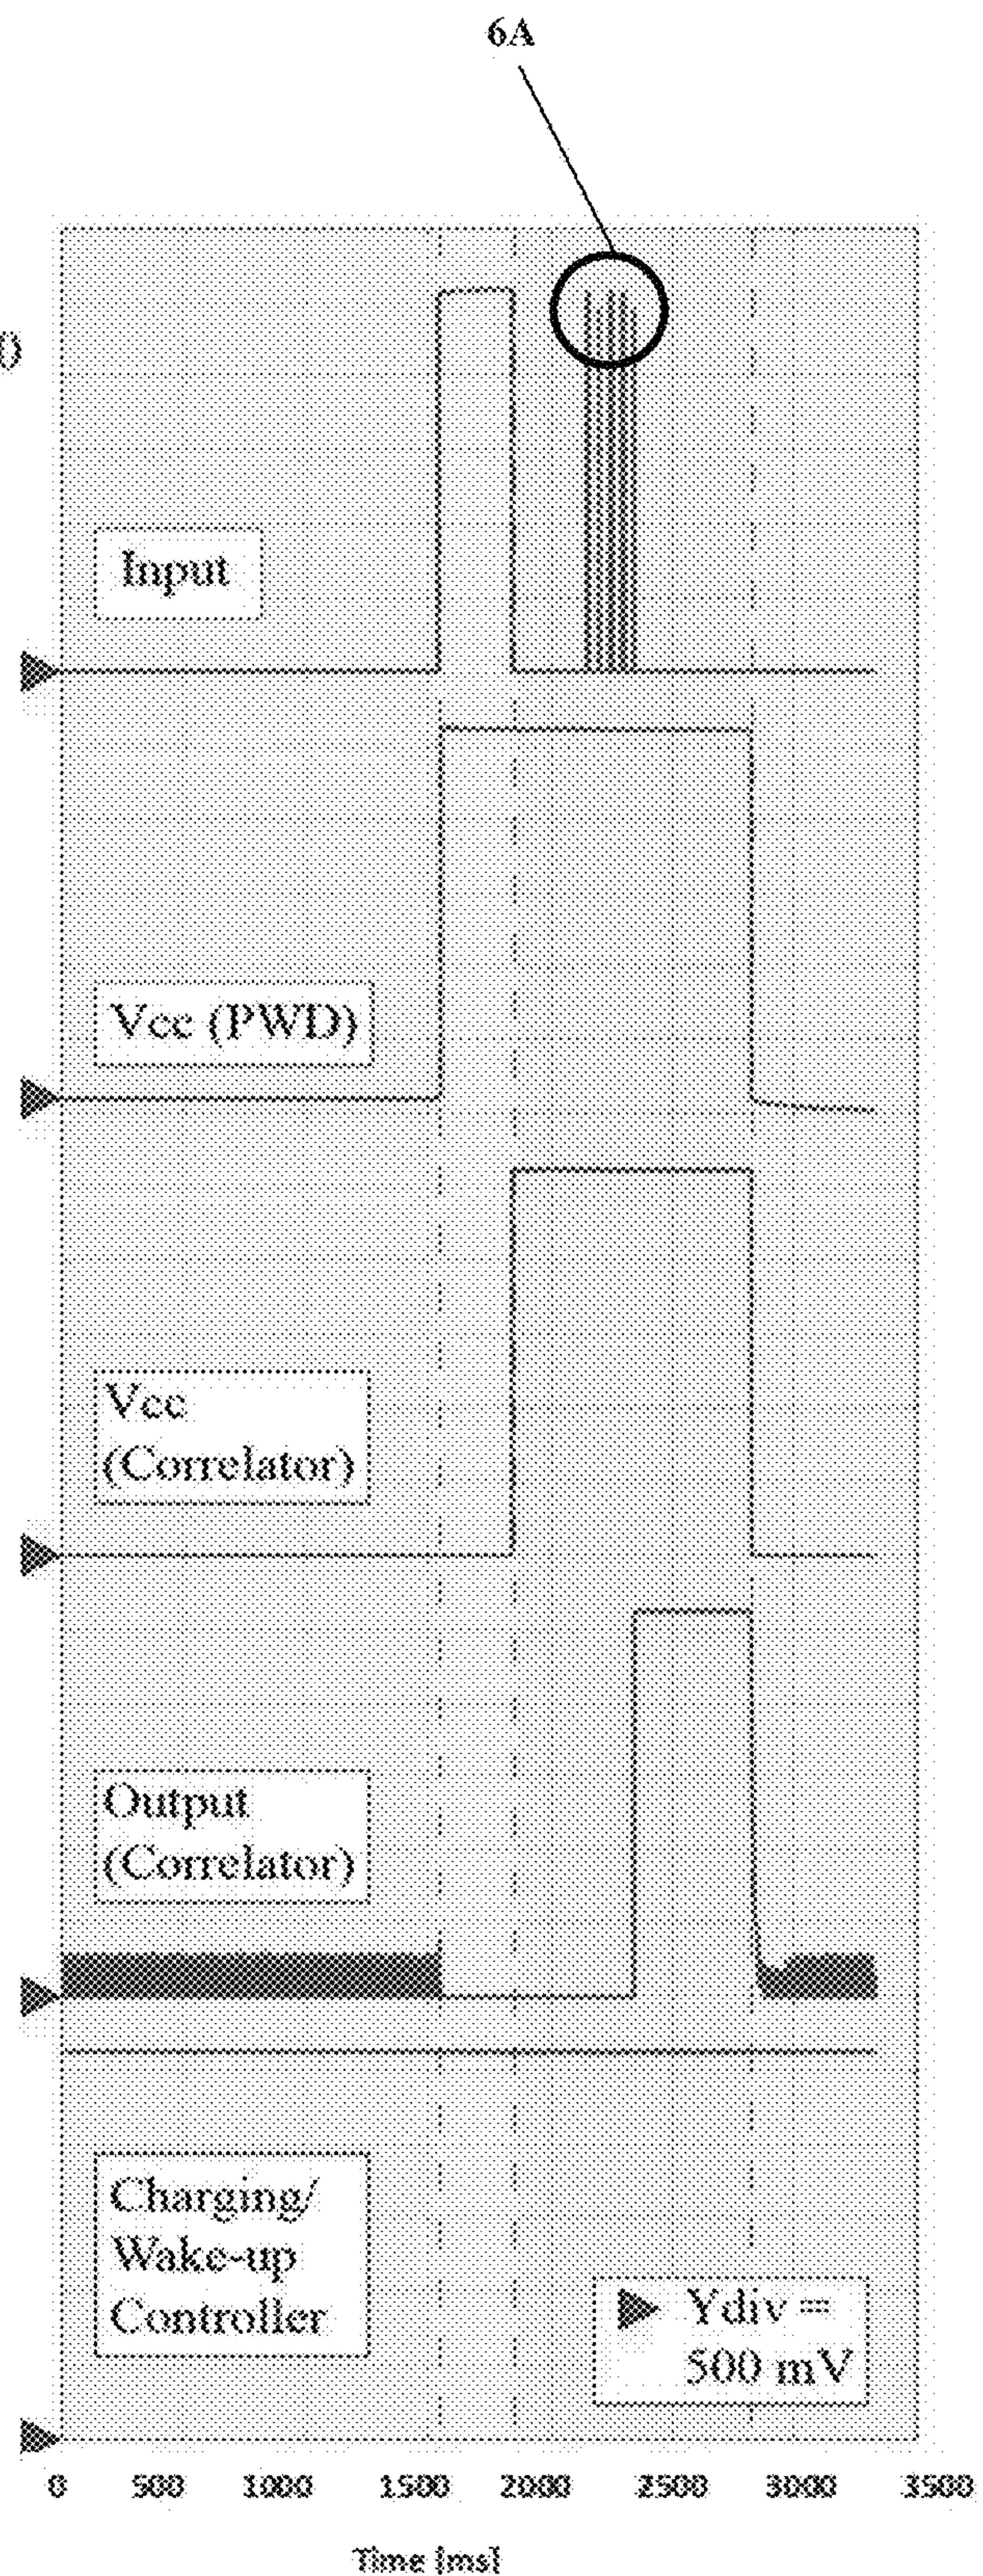 6A
Input
Vcc (PWD)
Vcc
(Correlator)
Output
(Correlator)
Charging/
Wake-up
Controller
Ydiv =
500 mV
0 500 1000 1500 2000 2500 3000 3500
Time [ms]